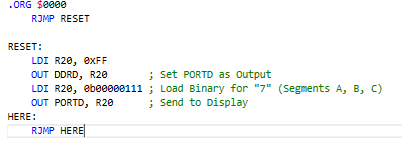 .ORG $0000
RJMP RESET
RESET:
LDI R20, 0xFF
OUT DDRD, R20 ; Set PORTD as Output
LDI R20, 0b00000111 ; Load Binary for "7" (Segments A, B, C)
OUT PORTD, R20 ; Send to Display
HERE:
RJMP HERE